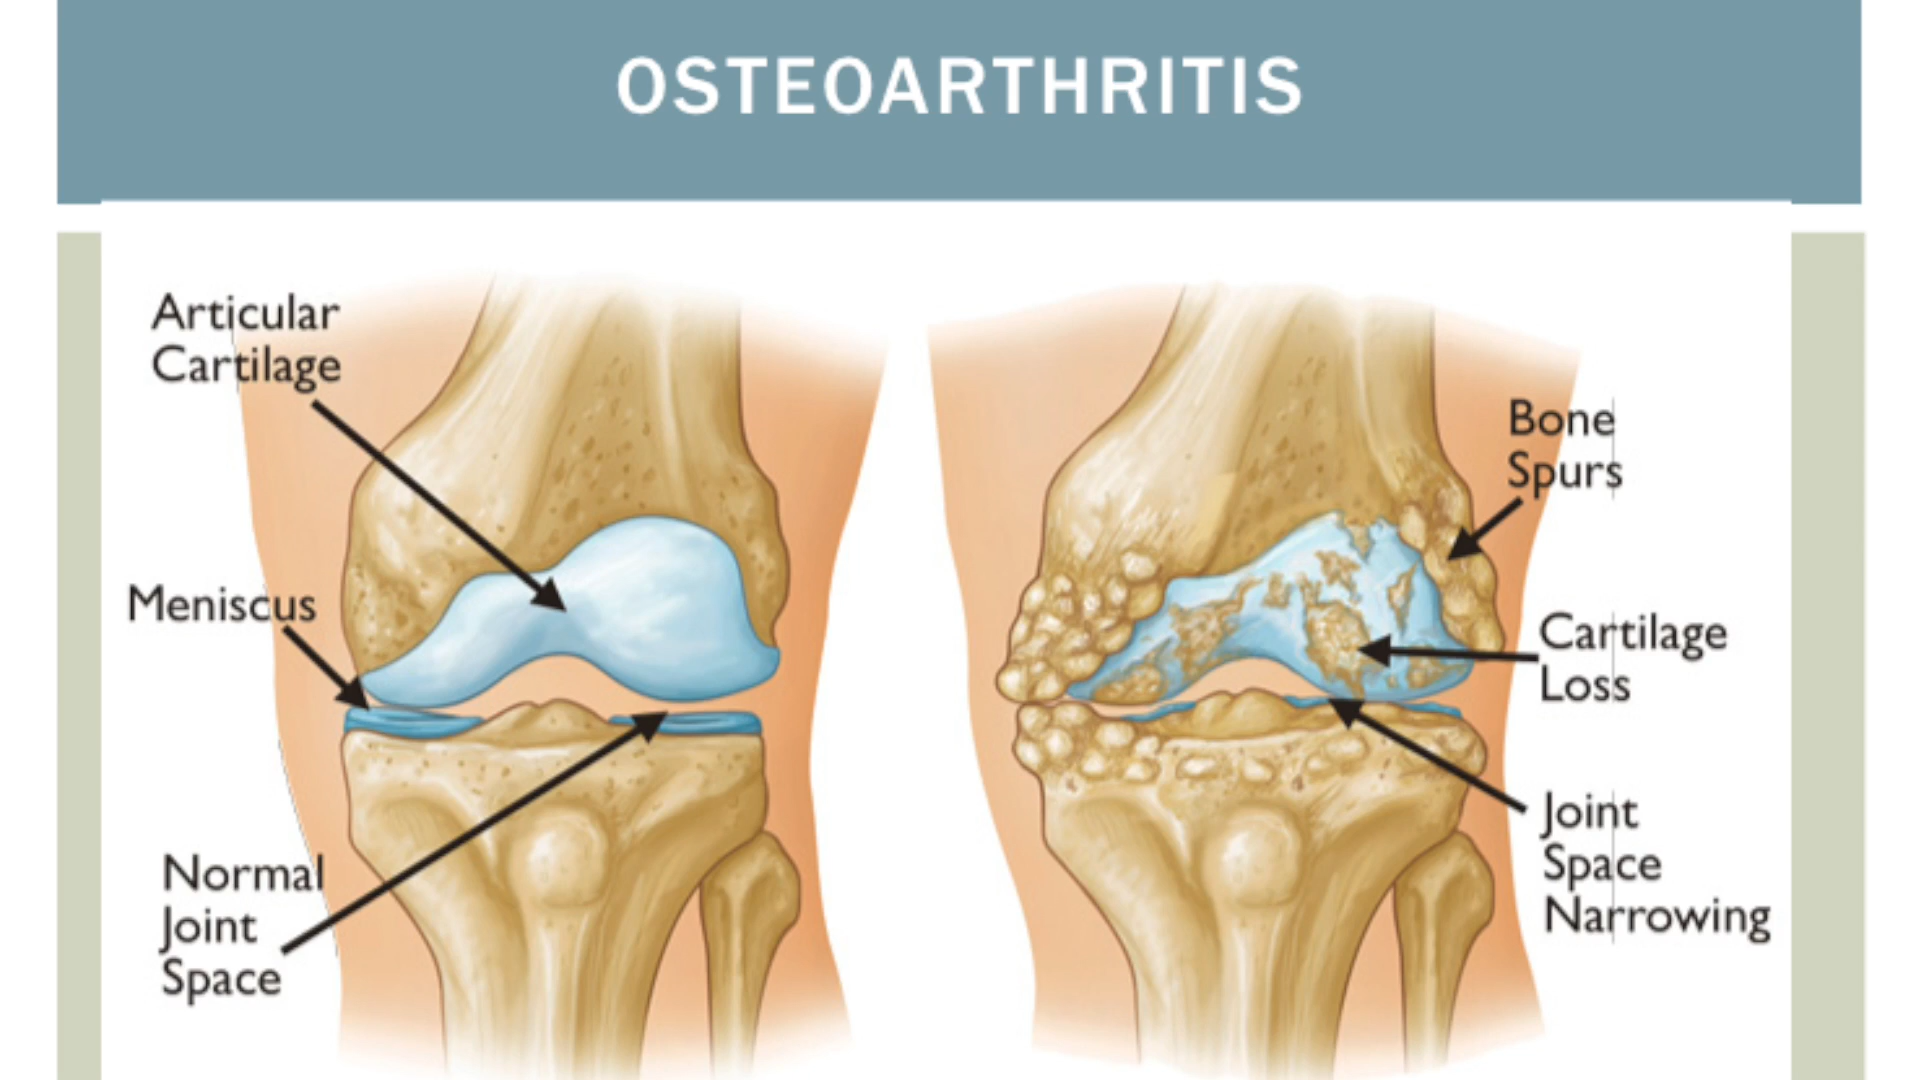 OSTEOARTHRITIS
Articular
Cartilage
Meniscus
Normal
Joint
Space
Bone
Spurs
Cartilage
Loss
Joint
Space
Narrowing